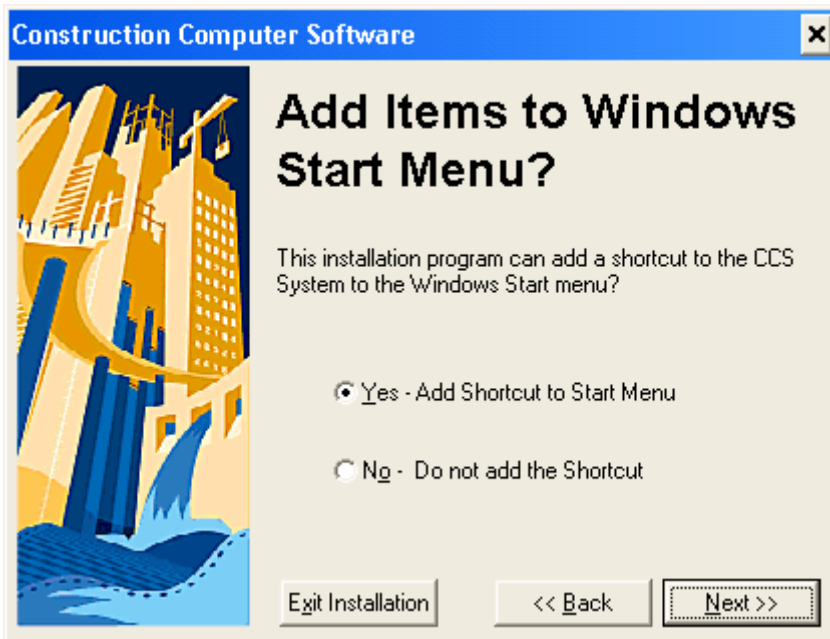 Construction Computer Software
Add Items to Windows
Start Menu?
This installation program can add a shortcut to the CCS
System to the Windows Start menu?
Yes - Add Shortcut to Start Menu
No - Do not add the Shortcut
Exit Installation
<< Back
Next >>